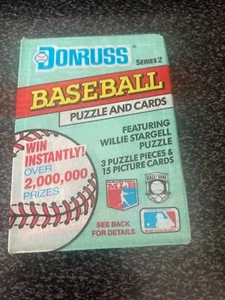 DONRUSS
SERIES 2
BASEBALL
PUZZLE AND CARDS
WIN
INSTANTLY!
OVER
2,000,000
PRIZES
FEATURING
WILLIE STARGELL
PUZZLE
3 PUZZLE PIECES &
15 PICTURE CARDS
SEE BACK
FOR DETAILS